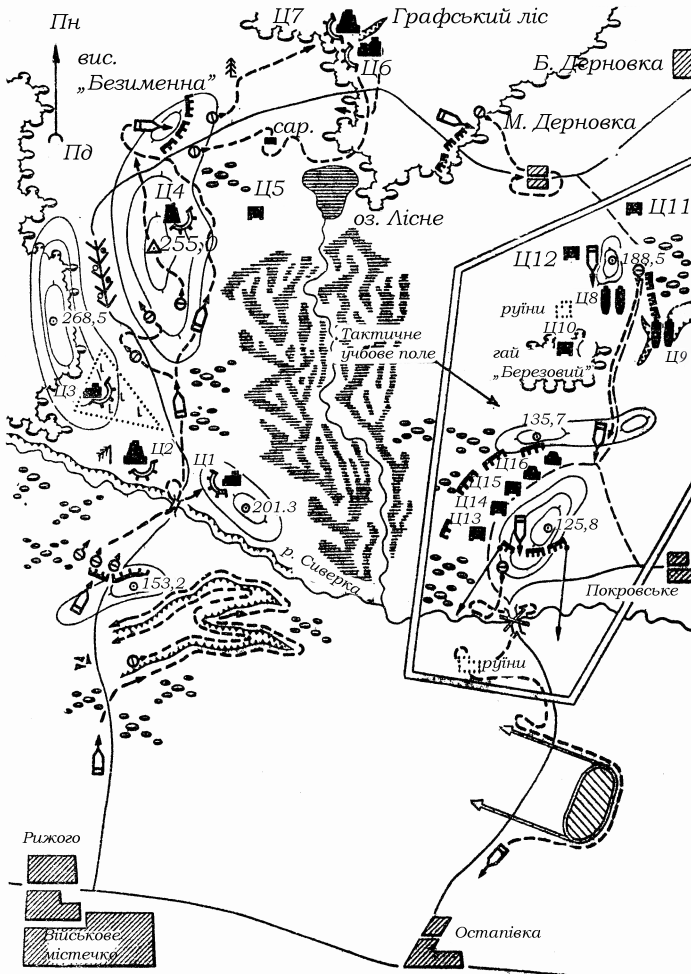 Пн
вис.
„Безименна”
Пд
Ц7
Графський ліс
Ц6
Б. Дерновка
М. Дерновка
сар.
Ц4
Ц5
255,0
оз. Лісне
Ц11
Ц12
188,5
Ц8
руїни
Ц10
Ц9
гай
„Березовий”
268,5
Тактичне
учбове поле
Ц3
135,7
Ц2
Ц1
Ц16
Ц15
Ц14
Ц13
201.3
125,8
р. Сиверка
153,2
Покровське
руїни
Рижого
Військове
містечко
Остапівка